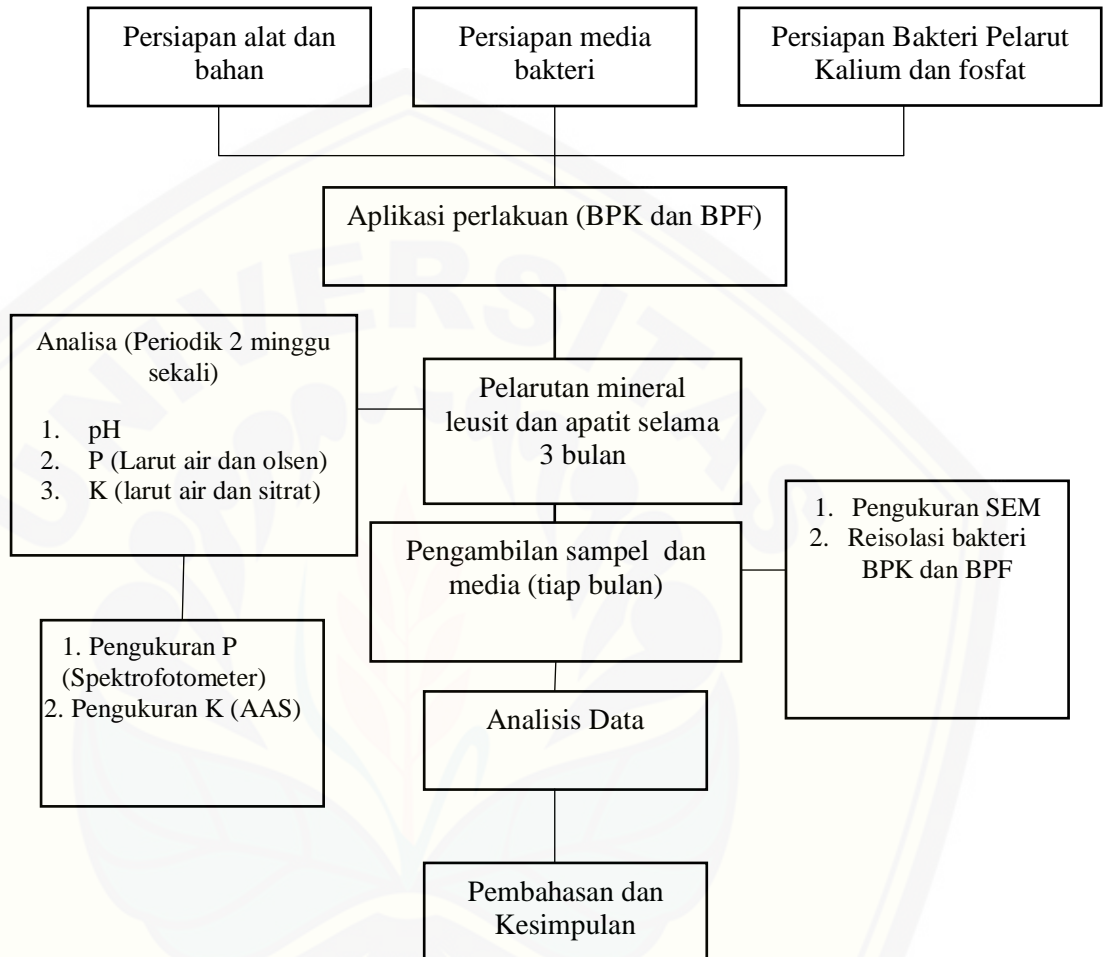 Persiapan alat dan
bahan
Persiapan media
bakteri
Persiapan Bakteri Pelarut
Kalium dan fosfat
Aplikasi perlakuan (BPK dan BPF)
Analisa (Periodik 2 minggu
sekali)
1. pH
2. P (Larut air dan olsen)
3. K (larut air dan sitrat)
Pelarutan mineral
leusit dan apatit selama
3 bulan
1. Pengukuran SEM
2. Reisolasi bakteri
BPK dan BPF
Pengambilan sampel dan
media (tiap bulan)
1. Pengukuran P
(Spektrofotometer)
2. Pengukuran K (AAS)
Analisis Data
Pembahasan dan
Kesimpulan
UNIVERSITAS